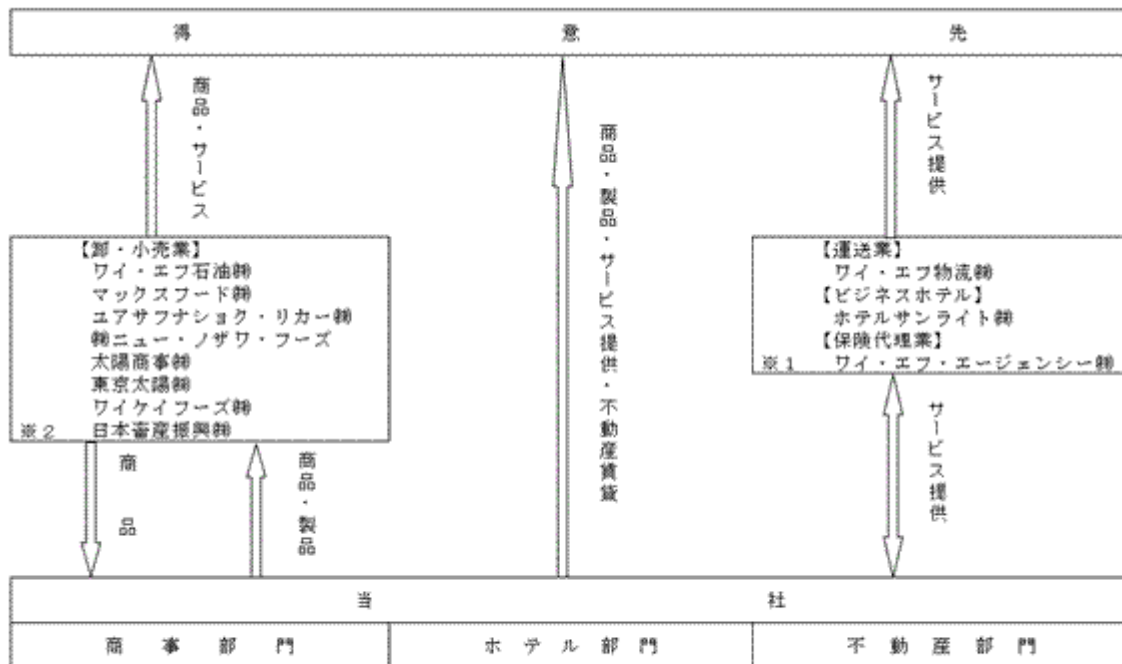 得意先
商品・サービス
商品・製品・サービス提供・不動産賃貸
サービス提供
【卸・小売業】
ワイ・エフ石油㈱
マックスフード㈱
ユアサフナショク・リカー㈱
㈱ニュー・ノザワ・フーズ
太陽商事㈱
東京太陽㈱
ワイケイフーズ㈱
※2 日本畜産振興㈱
【運送業】
ワイ・エフ物流㈱
【ビジネスホテル】
ホテルサンライト㈱
【保険代理業】
※1 ワイ・エフ・エージェンシー㈱
商品
商品・製品
サービス提供
当社
商事部門
ホテル部門
不動産部門